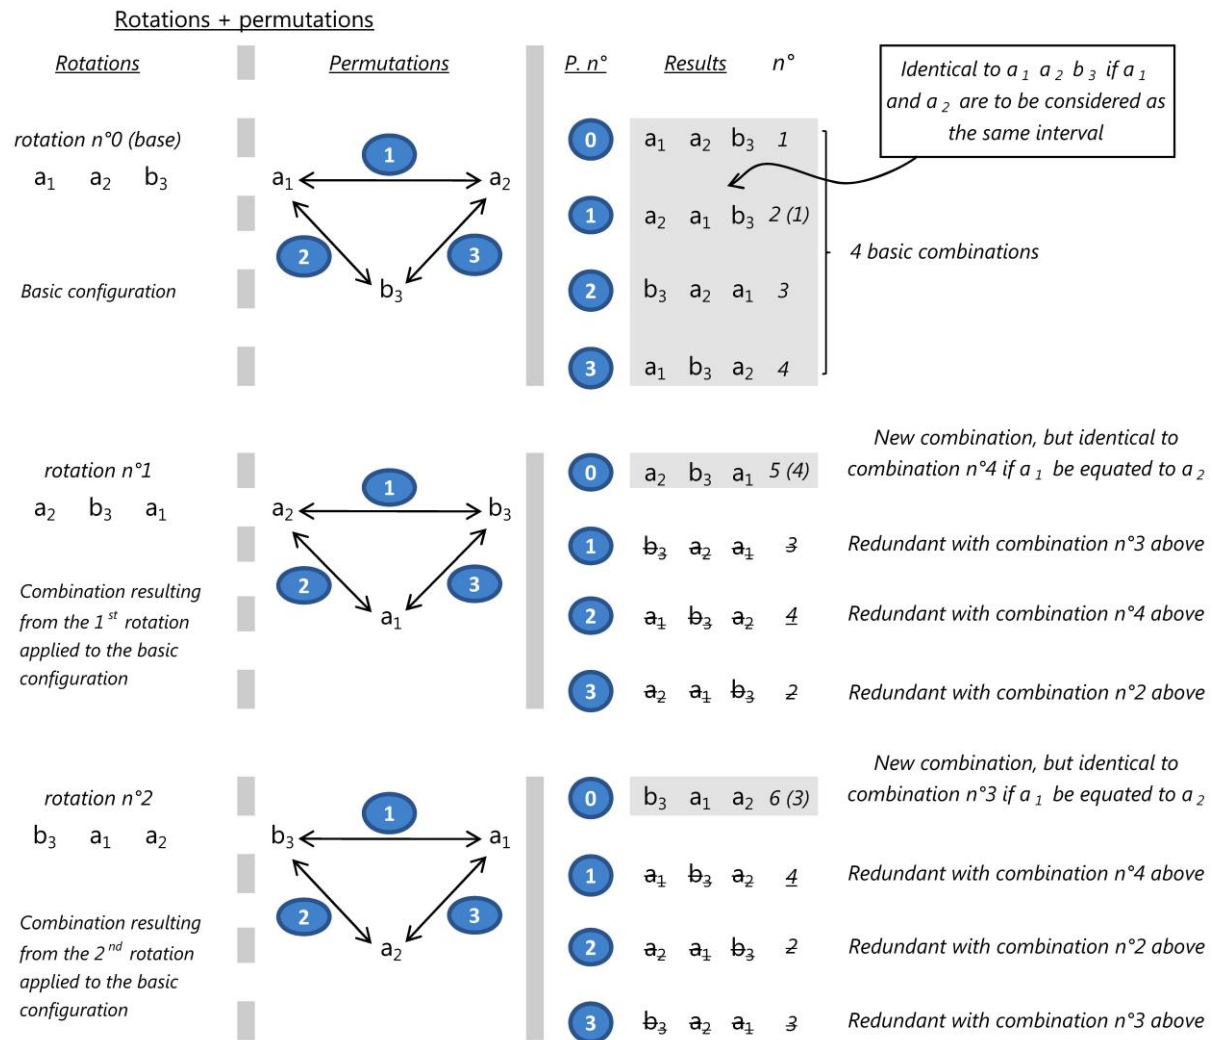 Rotations + permutations
Rotations
Permutations
P. n°
Results
n°
Identical to a₁ a₂ b₃ if a₁
and a₂ are to be considered as
the same interval
rotation n°0 (base)
a₁ a₂ b₃
Basic configuration
1
a₁ a₂
2 3
b₃
0 a₁ a₂ b₃ 1
1 a₂ a₁ b₃ 2 (1)
2 b₃ a₂ a₁ 3
3 a₁ b₃ a₂ 4
4 basic combinations
rotation n°1
a₂ b₃ a₁
Combination resulting
from the 1st rotation
applied to the basic
configuration
1
a₂ b₃
2 3
a₁
New combination, but identical to
combination n°4 if a₁ be equated to a₂
0 a₂ b₃ a₁ 5 (4)
1 b₃ a₂ a₁ 3 Redundant with combination n°3 above
2 a₁ b₃ a₂ 4 Redundant with combination n°4 above
3 a₂ a₁ b₃ 2 Redundant with combination n°2 above
rotation n°2
b₃ a₁ a₂
Combination resulting
from the 2nd rotation
applied to the basic
configuration
1
b₃ a₁
2 3
a₂
New combination, but identical to
combination n°3 if a₁ be equated to a₂
0 b₃ a₁ a₂ 6 (3)
1 a₁ b₃ a₂ 4 Redundant with combination n°4 above
2 a₂ a₁ b₃ 2 Redundant with combination n°2 above
3 b₃ a₂ a₁ 3 Redundant with combination n°3 above